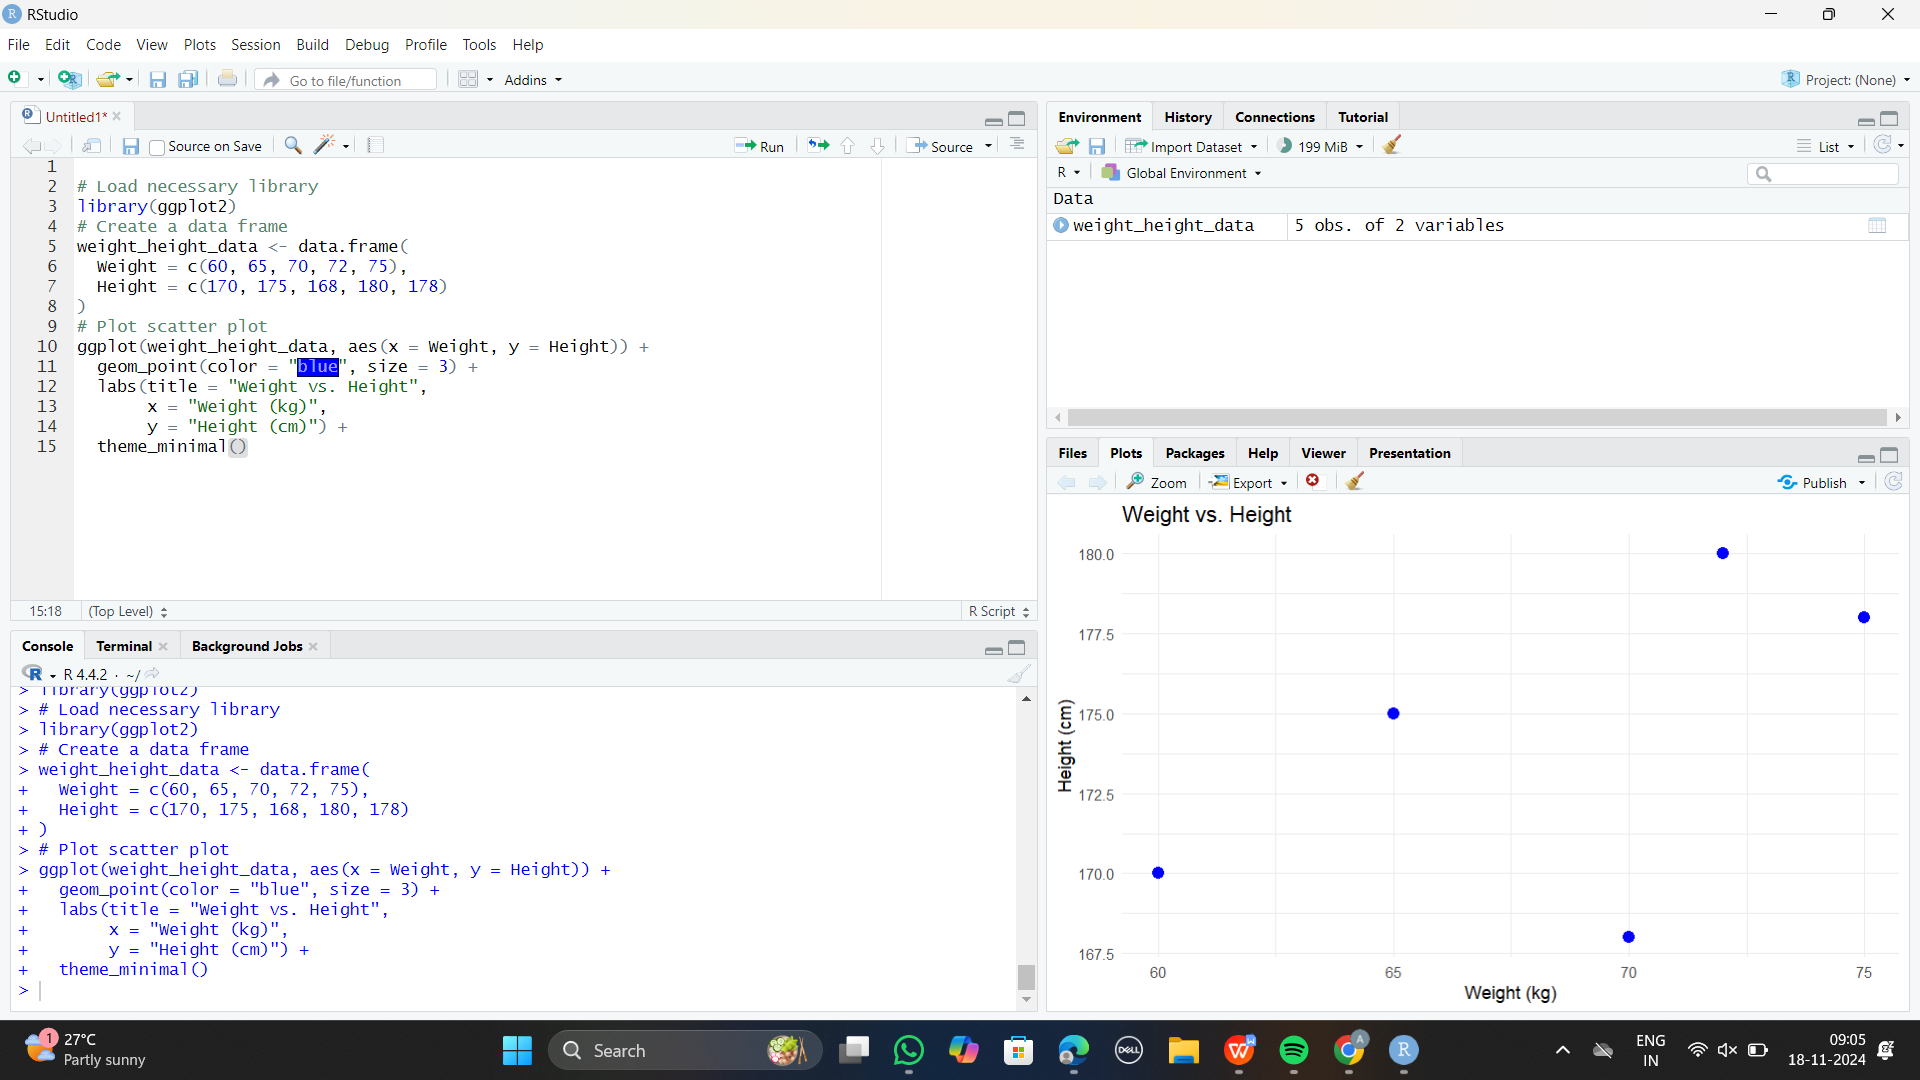 RStudio
File Edit Code View Plots Session Build Debug Profile Tools Help
Go to file/function Addins Project: (None)
Untitled1*
Source on Save Run Source
1
2 # Load necessary library
3 library(ggplot2)
4 # Create a data frame
5 weight_height_data <- data.frame(
6 Weight = c(60, 65, 70, 72, 75),
7 Height = c(170, 175, 168, 180, 178)
8 )
9 # Plot scatter plot
10 ggplot(weight_height_data, aes(x = Weight, y = Height)) +
11 geom_point(color = "blue", size = 3) +
12 labs(title = "Weight vs. Height",
13 x = "Weight (kg)",
14 y = "Height (cm)") +
15 theme_minimal()
15:18 (Top Level) R Script
Console Terminal Background Jobs
R R 4.4.2 · ~/
> library(ggplot2)
> # Load necessary library
> library(ggplot2)
> # Create a data frame
> weight_height_data <- data.frame(
+ Weight = c(60, 65, 70, 72, 75),
+ Height = c(170, 175, 168, 180, 178)
+ )
> # Plot scatter plot
> ggplot(weight_height_data, aes(x = Weight, y = Height)) +
+ geom_point(color = "blue", size = 3) +
+ labs(title = "Weight vs. Height",
+ x = "Weight (kg)",
+ y = "Height (cm)") +
+ theme_minimal()
>
Environment History Connections Tutorial
Import Dataset 199 MiB List
R Global Environment
Data
weight_height_data 5 obs. of 2 variables
Files Plots Packages Help Viewer Presentation
Zoom Export Publish
Weight vs. Height
180.0
177.5
175.0
172.5
170.0
167.5
Height (cm)
60 65 70 75
Weight (kg)
1
27°C
Partly sunny
Search
DELL
W
A
R
ENG
IN
09:05
18-11-2024